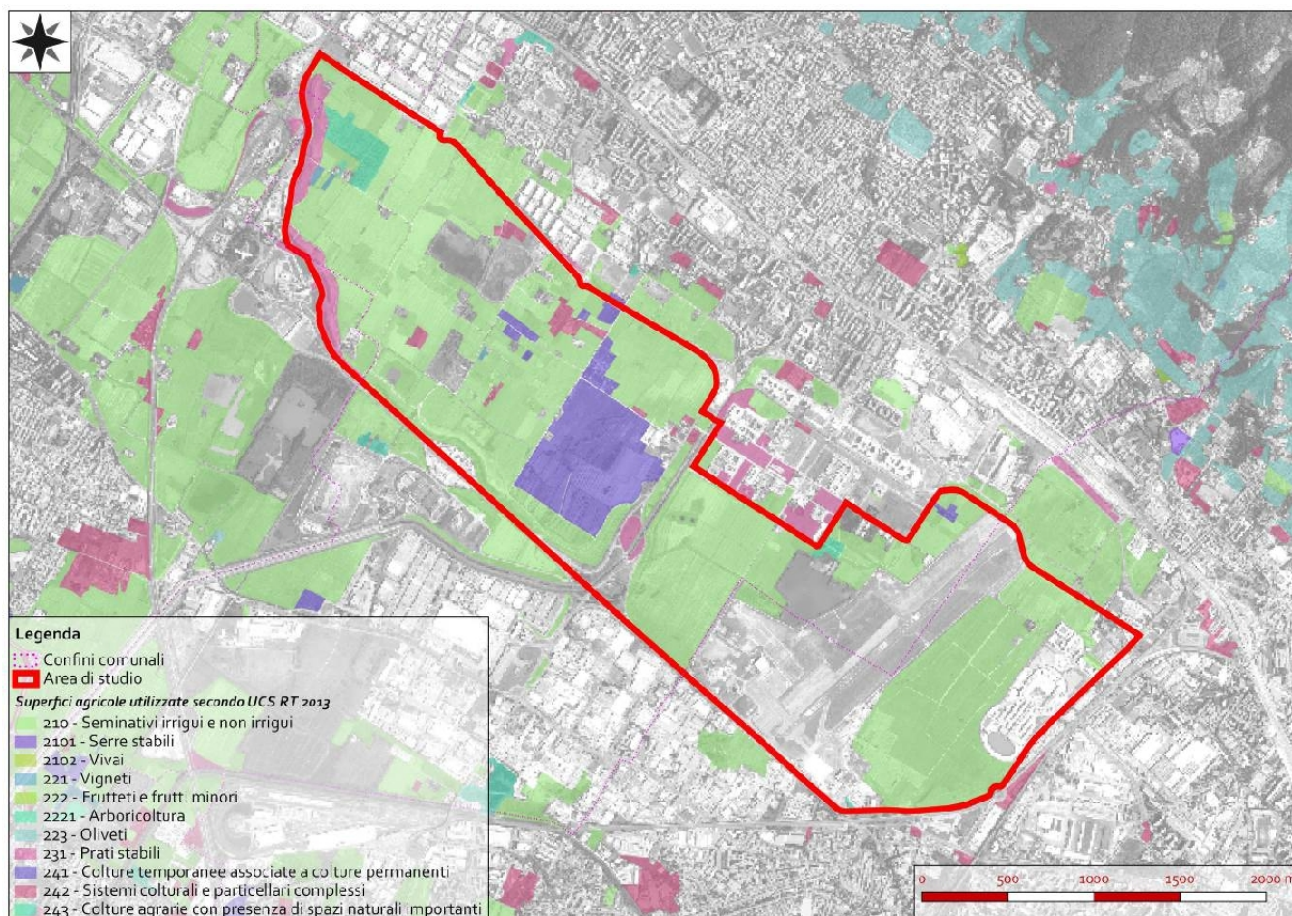 Legenda
Confini comunali
Area di studio
Superfici agricole utilizzate secondo UCS RT 2013
210 - Seminativi irrigui e non irrigui
2101 - Serre stabili
2102 - Vivai
221 - Vigneti
222 - Frutteti e frutti minori
2221 - Arboricoltura
223 - Oliveti
231 - Prati stabili
241 - Colture temporanee associate a colture permanenti
242 - Sistemi colturali e particellari complessi
243 - Colture agrarie con presenza di spazi naturali importanti
0 500 1000 1500 2000 m